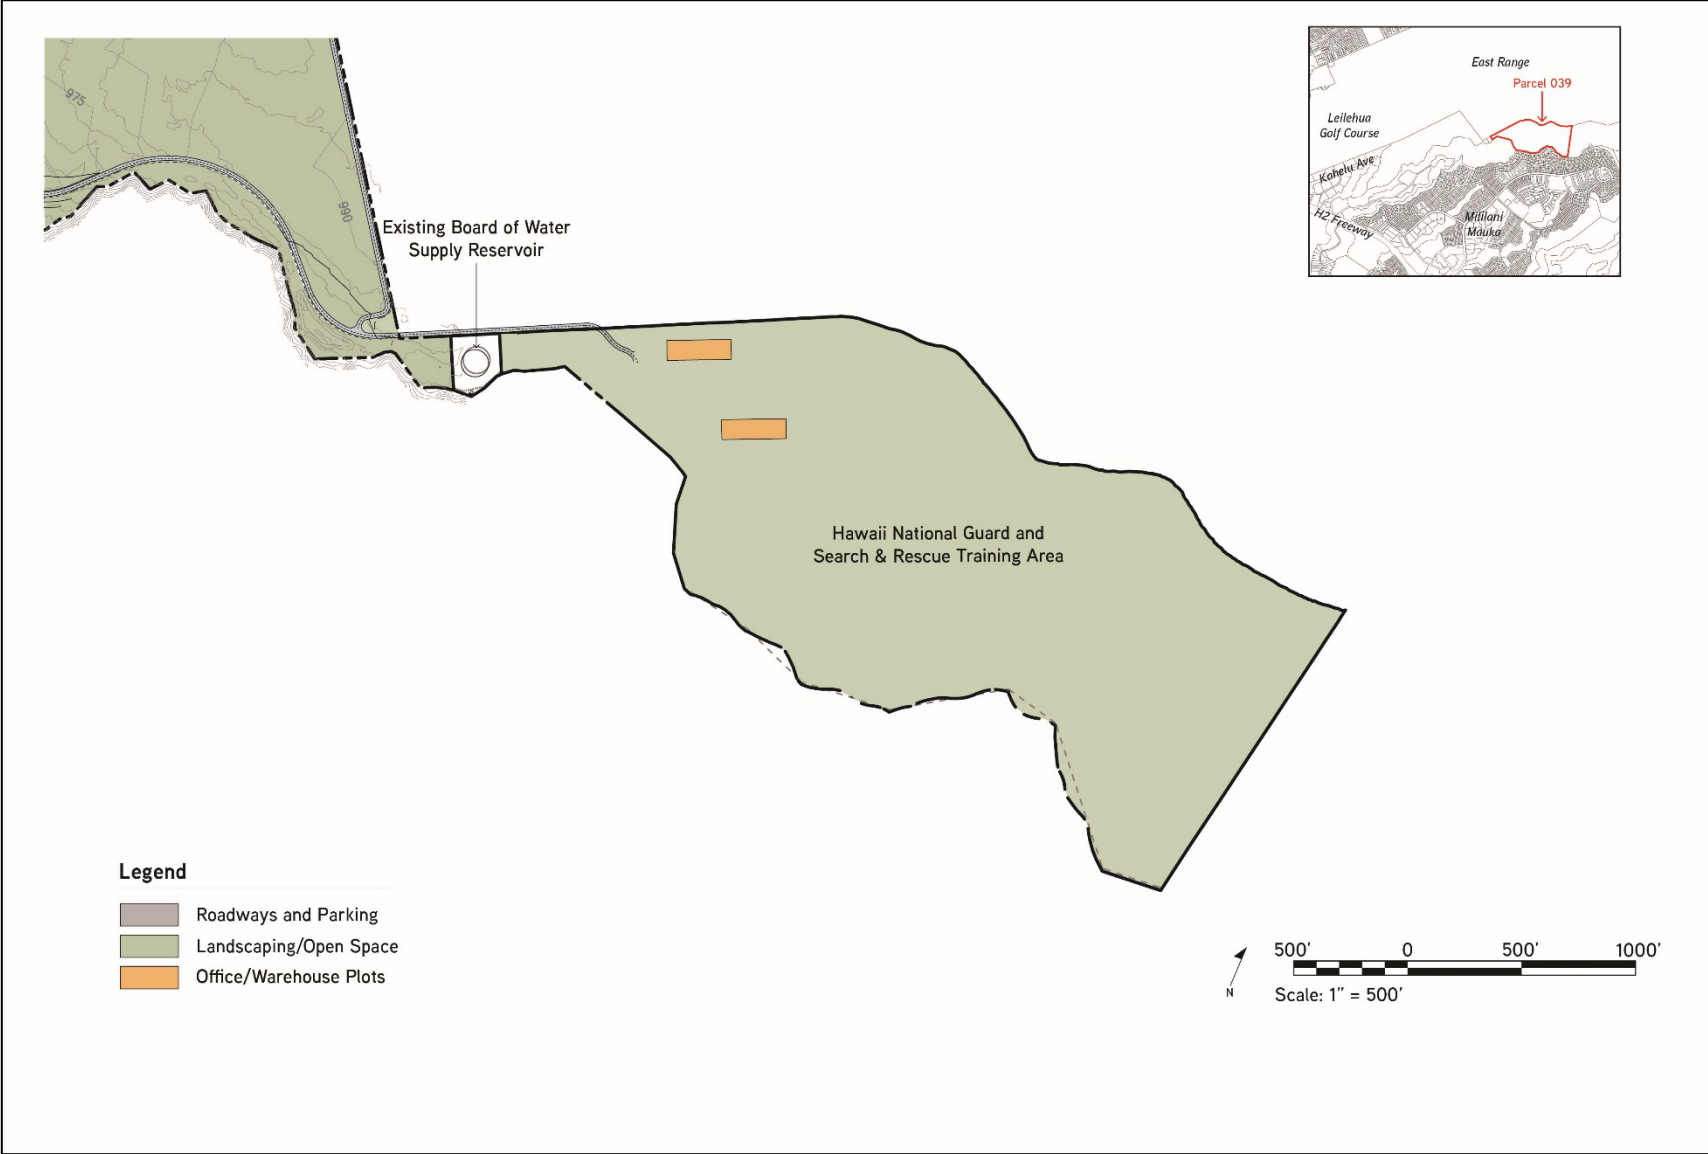 East Range
Parcel 039
Leilehua
Golf Course
Kahelu Ave
H2 Freeway
Mililani
Mauka
975
990
Existing Board of Water
Supply Reservoir
Hawaii National Guard and
Search & Rescue Training Area
Legend
Roadways and Parking
Landscaping/Open Space
Office/Warehouse Plots
N
500' 0 500' 1000'
Scale: 1" = 500'